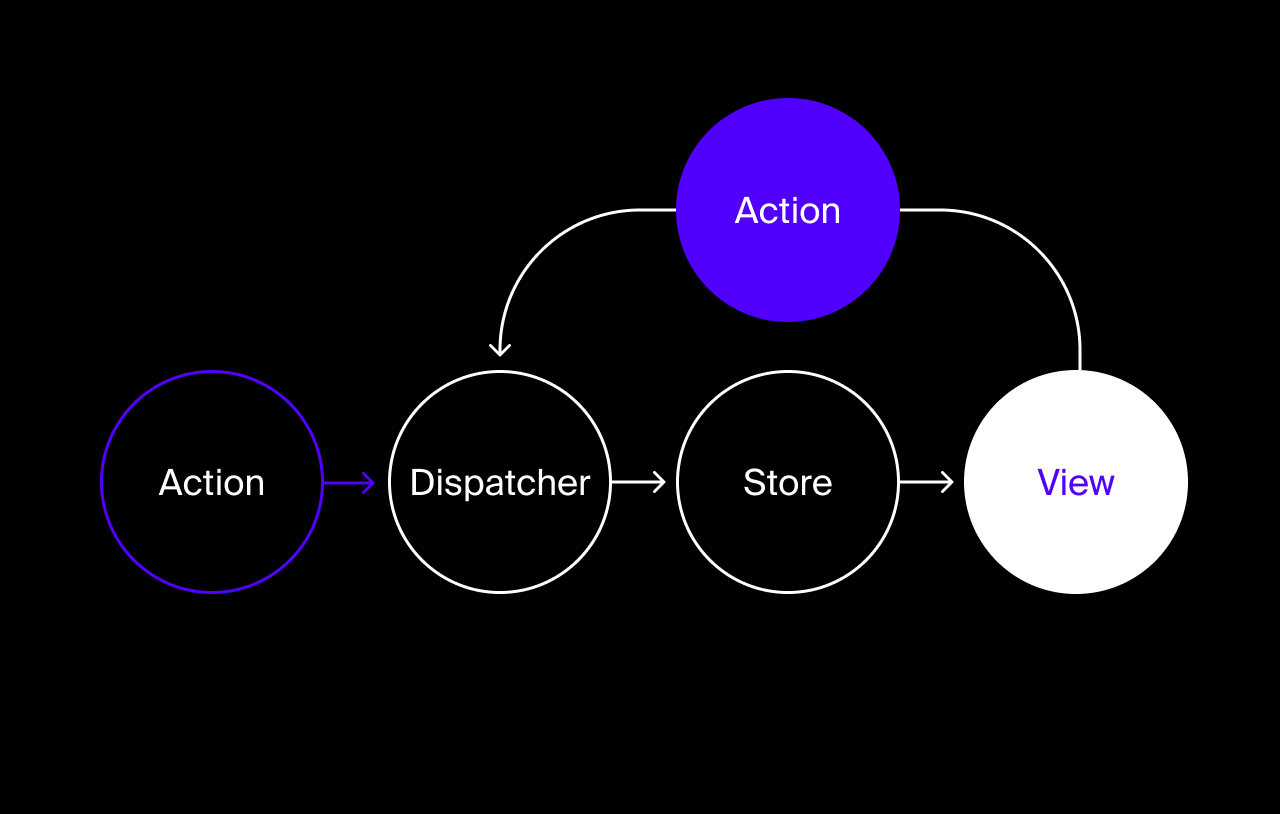 Action
Action
Dispatcher
Store
View